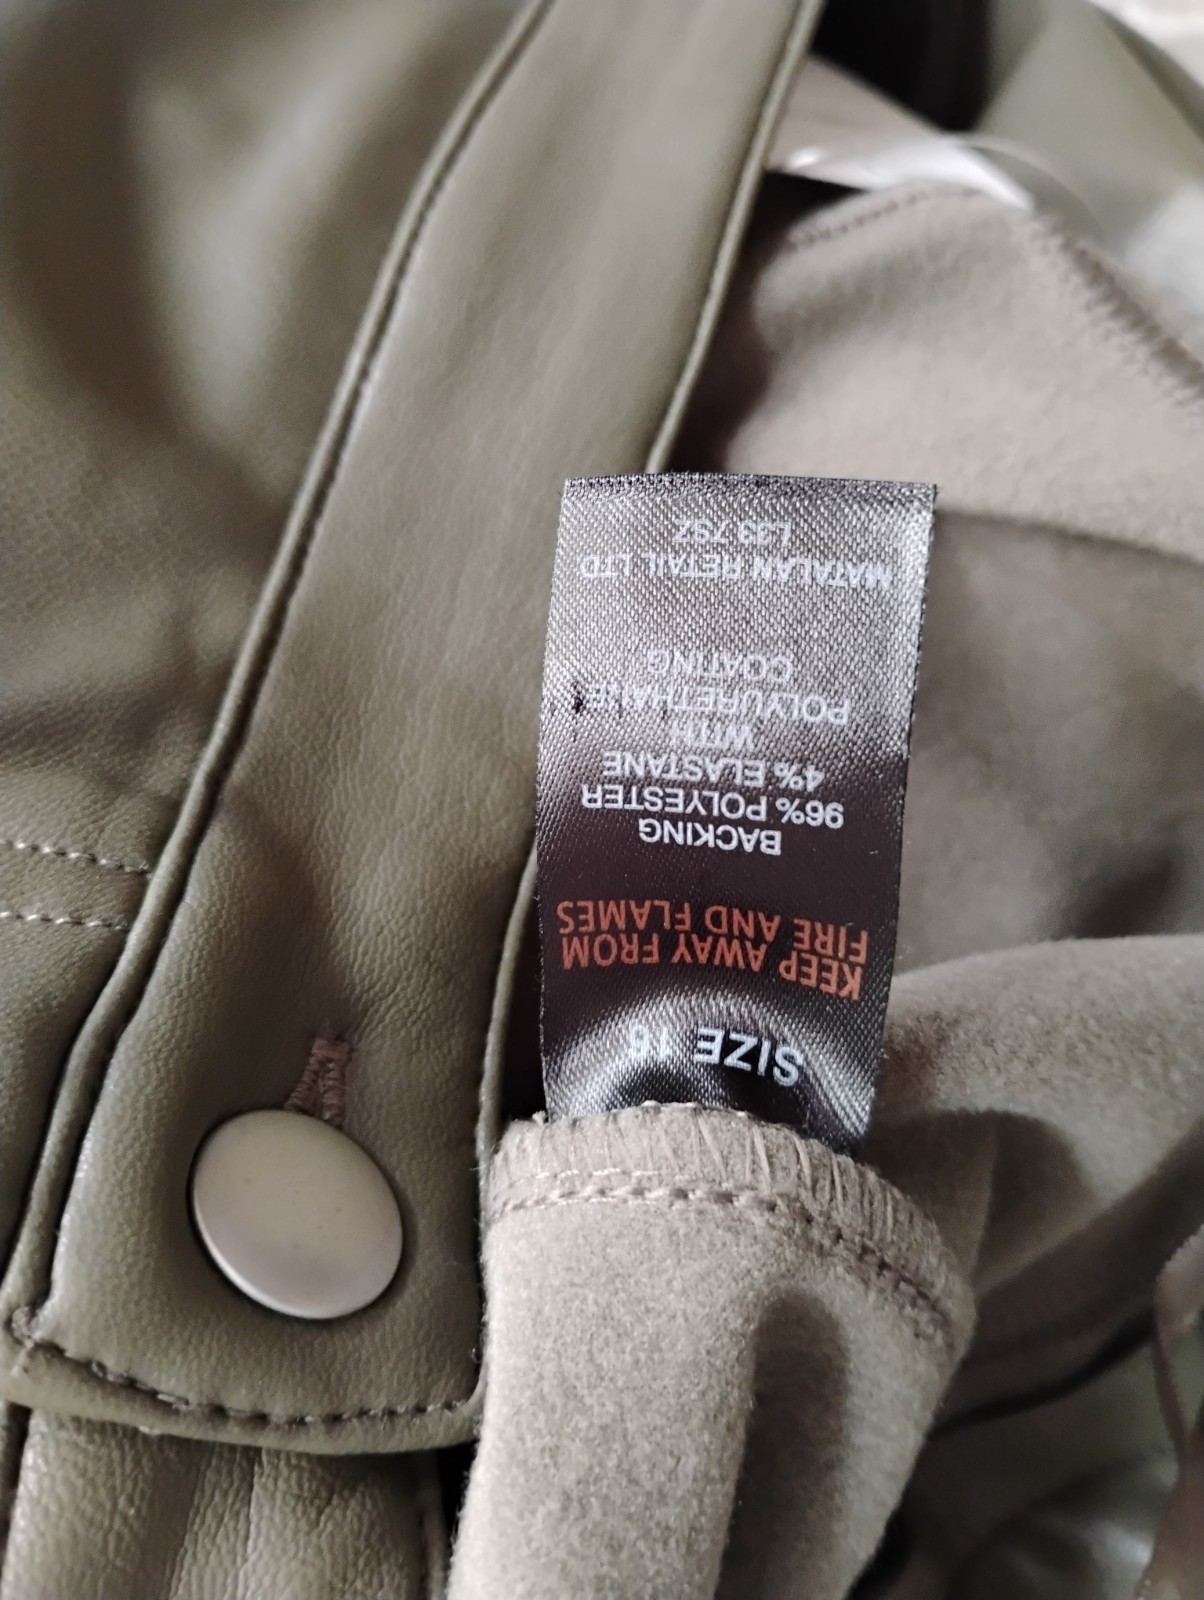 SIZE 16
KEEP AWAY FROM
FIRE AND FLAMES
BACKING
96% POLYESTER
4% ELASTANE
WITH
POLYURETHANE
COATING
MATALAN RETAIL LTD
L33 7SZ